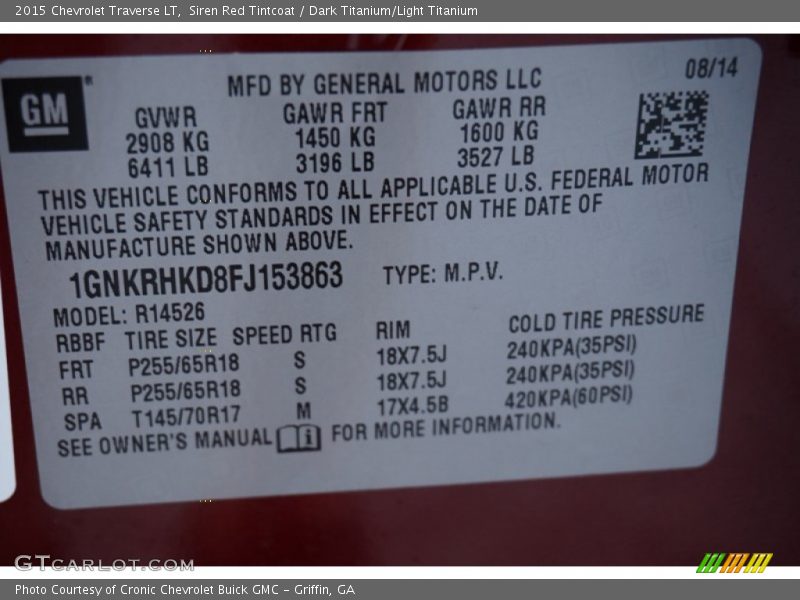 2015 Chevrolet Traverse LT, Siren Red Tintcoat / Dark Titanium/Light Titanium
08/14
GM ®
MFD BY GENERAL MOTORS LLC
GVWR GAWR FRT GAWR RR
2908 KG 1450 KG 1600 KG
6411 LB 3196 LB 3527 LB
THIS VEHICLE CONFORMS TO ALL APPLICABLE U.S. FEDERAL MOTOR
VEHICLE SAFETY STANDARDS IN EFFECT ON THE DATE OF
MANUFACTURE SHOWN ABOVE.
1GNKRHKD8FJ153863 TYPE: M.P.V.
MODEL: R14526
RBBF TIRE SIZE SPEED RTG RIM COLD TIRE PRESSURE
FRT P255/65R18 S 18X7.5J 240KPA(35PSI)
RR P255/65R18 S 18X7.5J 240KPA(35PSI)
SPA T145/70R17 M 17X4.5B 420KPA(60PSI)
SEE OWNER'S MANUAL i FOR MORE INFORMATION.
GTCARLOT.COM
Photo Courtesy of Cronic Chevrolet Buick GMC - Griffin, GA